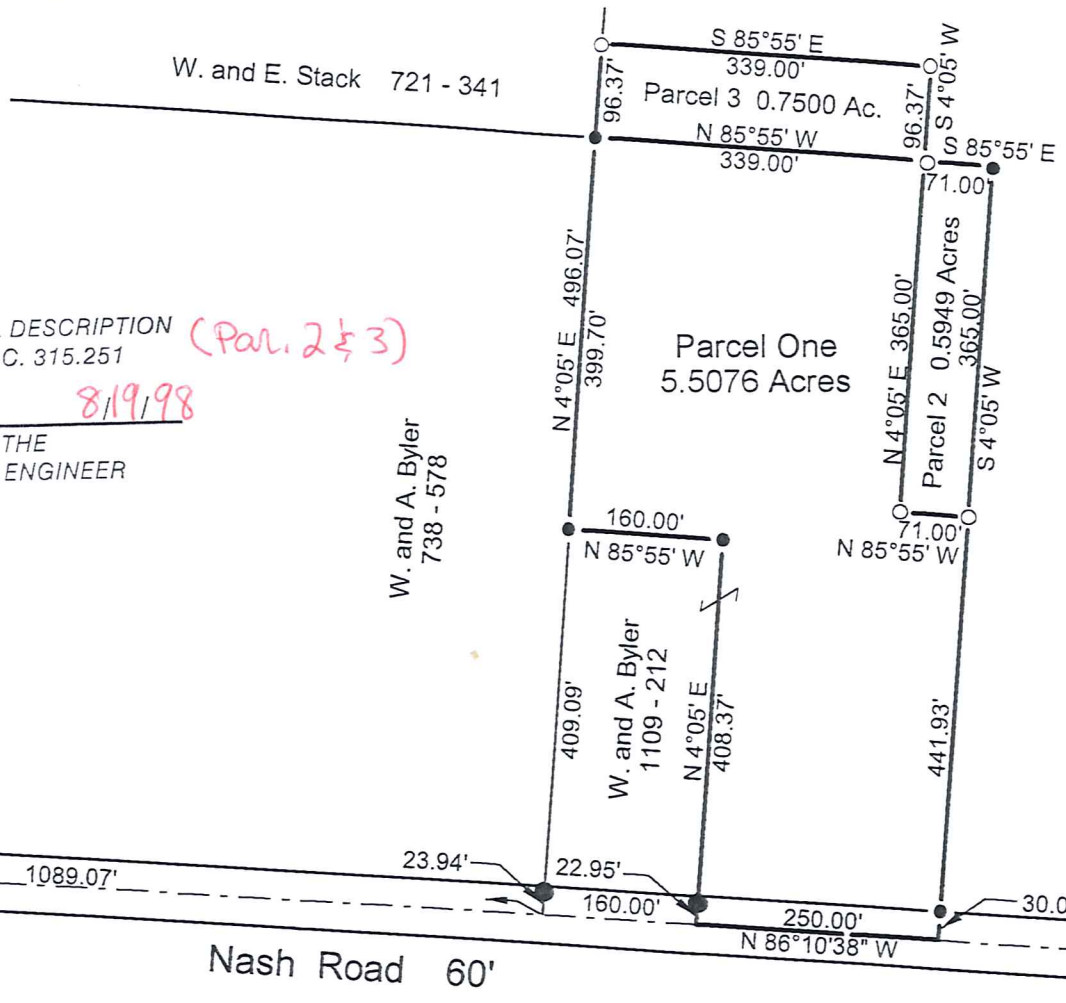 S 85°55' E
339.00'
W. and E. Stack 721 - 341
96.37'
Parcel 3 0.7500 Ac.
96.37'
S 4°05' W
N 85°55' W
339.00'
S 85°55' E
71.00'
N 4°05' E 496.07'
399.70'
DESCRIPTION (Par. 2 & 3)
C. 315.251
8/19/98
THE
ENGINEER
Parcel One
5.5076 Acres
N 4°05' E 365.00'
Parcel 2 0.5949 Acres
365.00'
S 4°05' W
W. and A. Byler
738 - 578
160.00'
N 85°55' W
71.00'
N 85°55' W
409.09'
W. and A. Byler
1109 - 212
N 4°05' E
408.37'
441.93'
1089.07'
23.94'
22.95'
160.00'
250.00'
30.0
N 86°10'38" W
Nash Road 60'